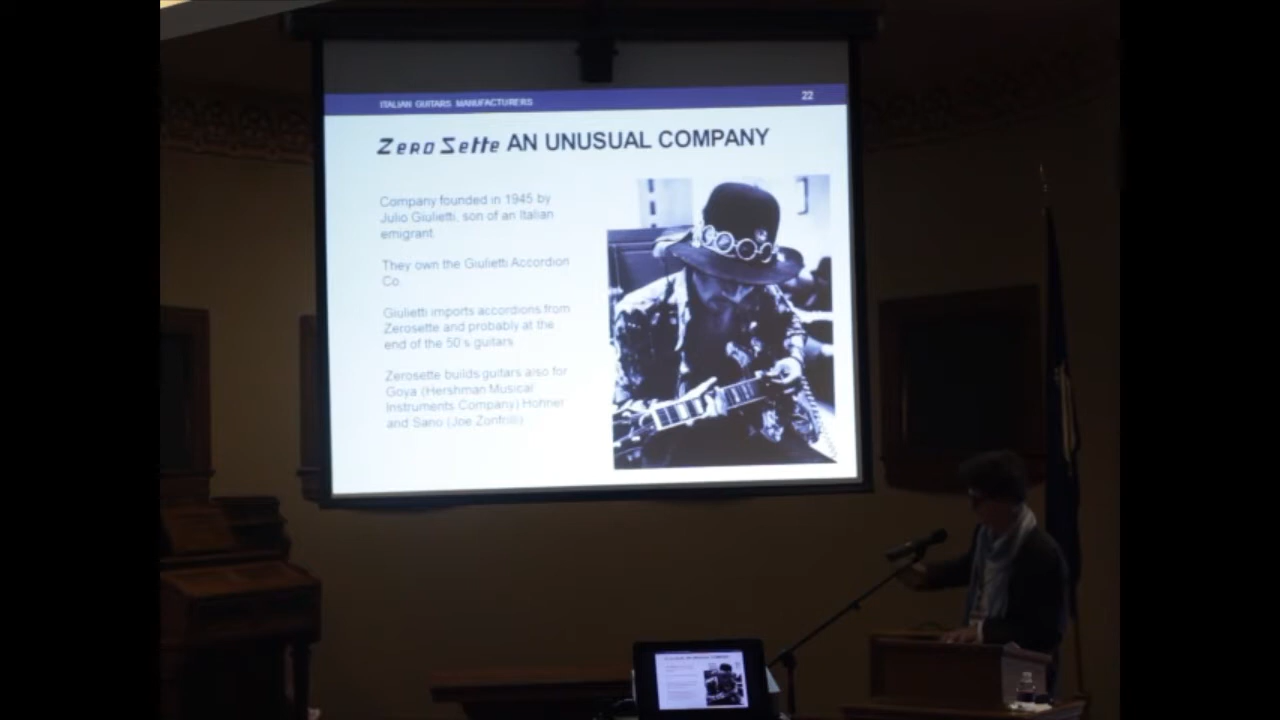 ITALIAN GUITARS MANUFACTURERS
22
Zero Sette AN UNUSUAL COMPANY
Company founded in 1945 by
Julio Giulietti, son of an Italian
emigrant.
They own the Giulietti Accordion
Co.
Giulietti imports accordions from
Zerosette and probably at the
end of the 50's guitars
Zerosette builds guitars also for
Goya (Hershman Musical
Instruments Company) Hohner
and Sano (Joe